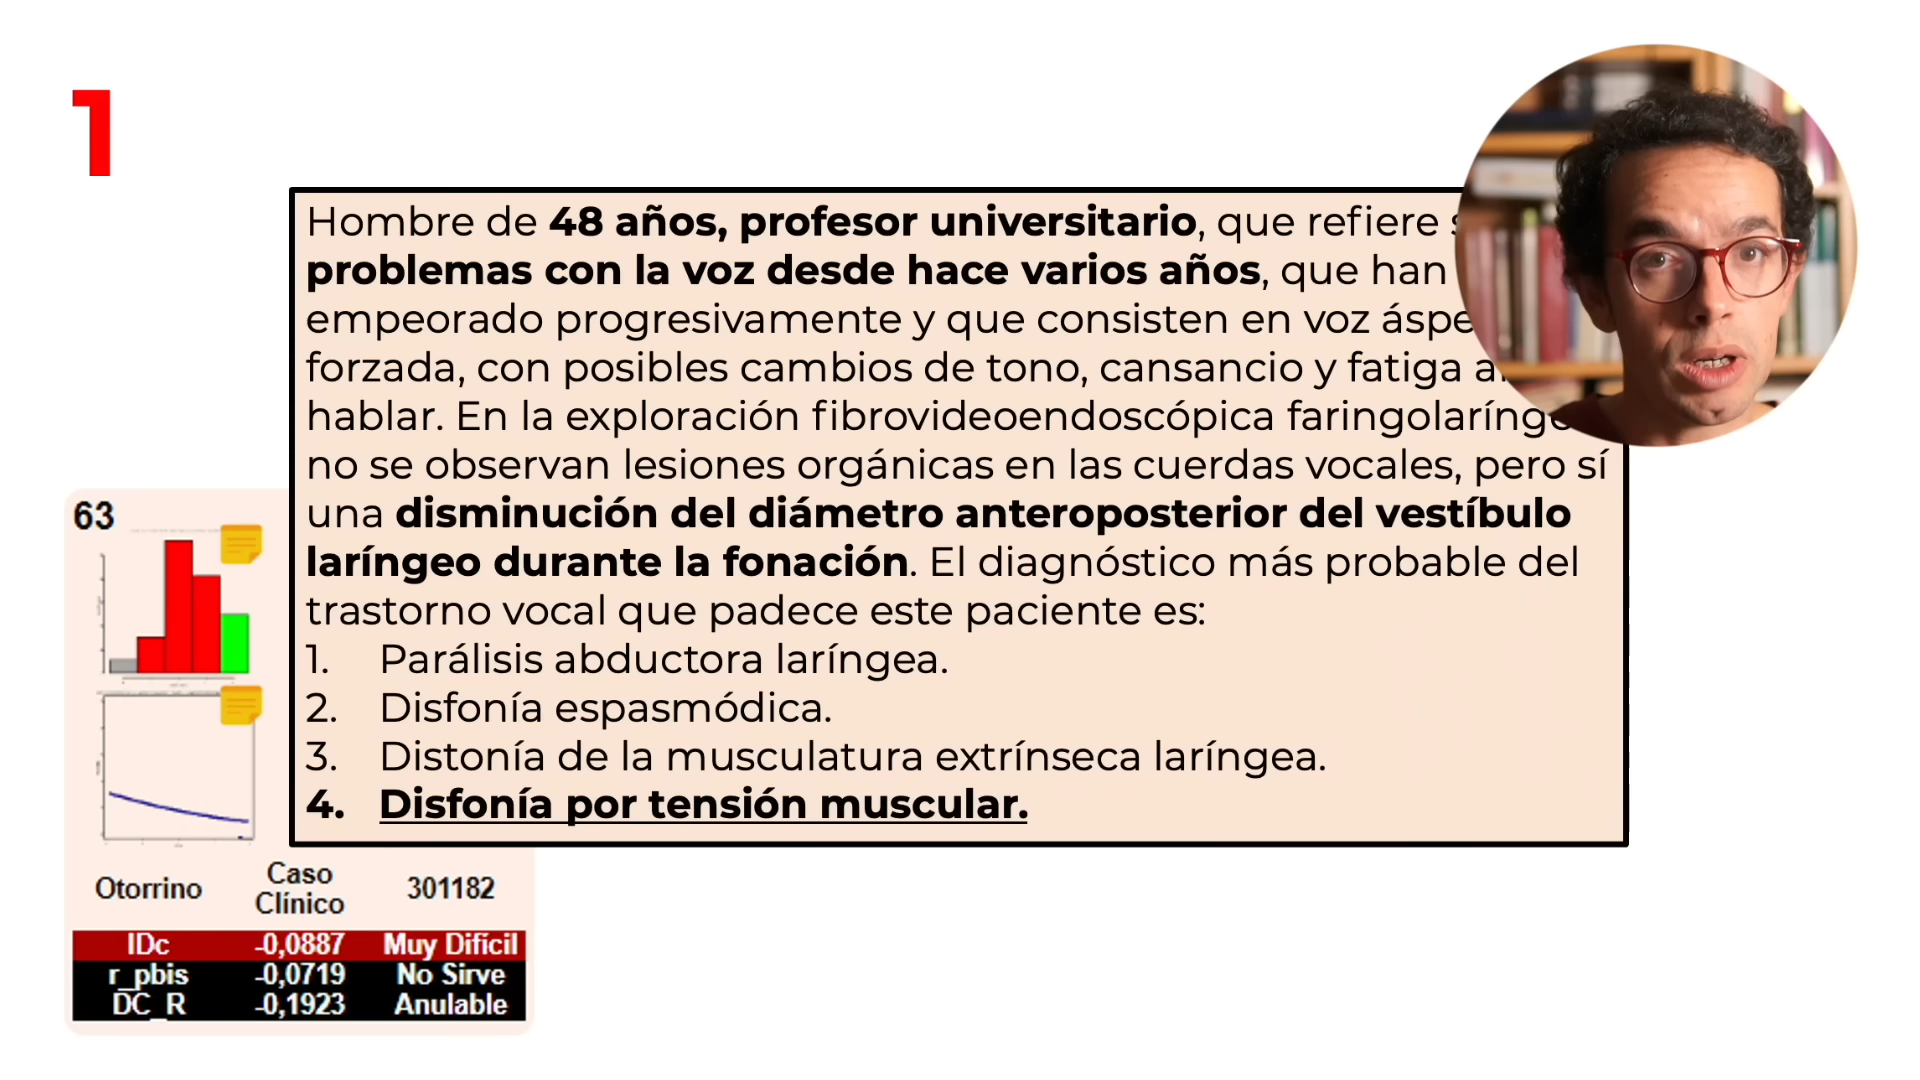 1
Hombre de 48 años, profesor universitario, que refiere
problemas con la voz desde hace varios años, que han
empeorado progresivamente y que consisten en voz
forzada, con posibles cambios de tono, cansancio y fatiga
hablar. En la exploración fibrovideoendoscópica
no se observan lesiones orgánicas en las cuerdas vocales, pero sí
una disminución del diámetro anteroposterior del vestíbulo
laríngeo durante la fonación. El diagnóstico más probable del
trastorno vocal que padece este paciente es:
1. Parálisis abductora laríngea.
2. Disfonía espasmódica.
3. Distonía de la musculatura extrínseca laríngea.
4. Disfonía por tensión muscular.
63
Otorrino Caso Clínico 301182
IDc -0,0887 Muy Difícil
r_pbis -0,0719 No Sirve
DC_R -0,1923 Anulable